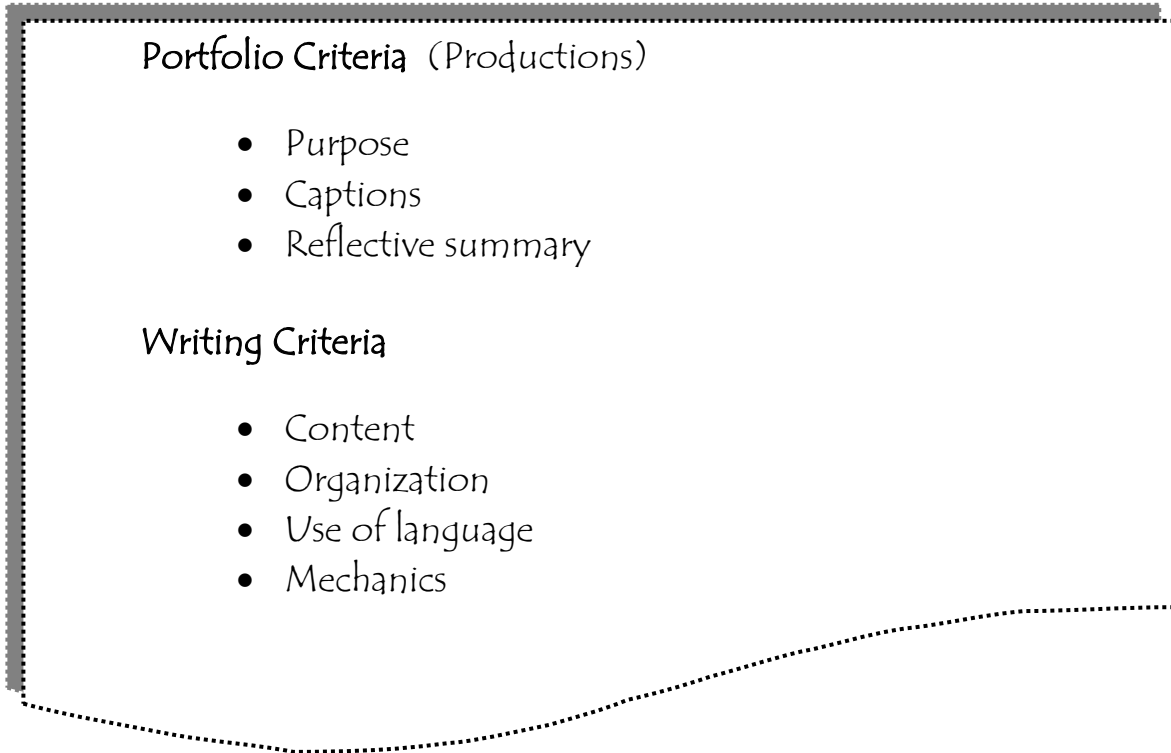 Portfolio Criteria (Productions)
• Purpose
• Captions
• Reflective summary
Writing Criteria
• Content
• Organization
• Use of language
• Mechanics